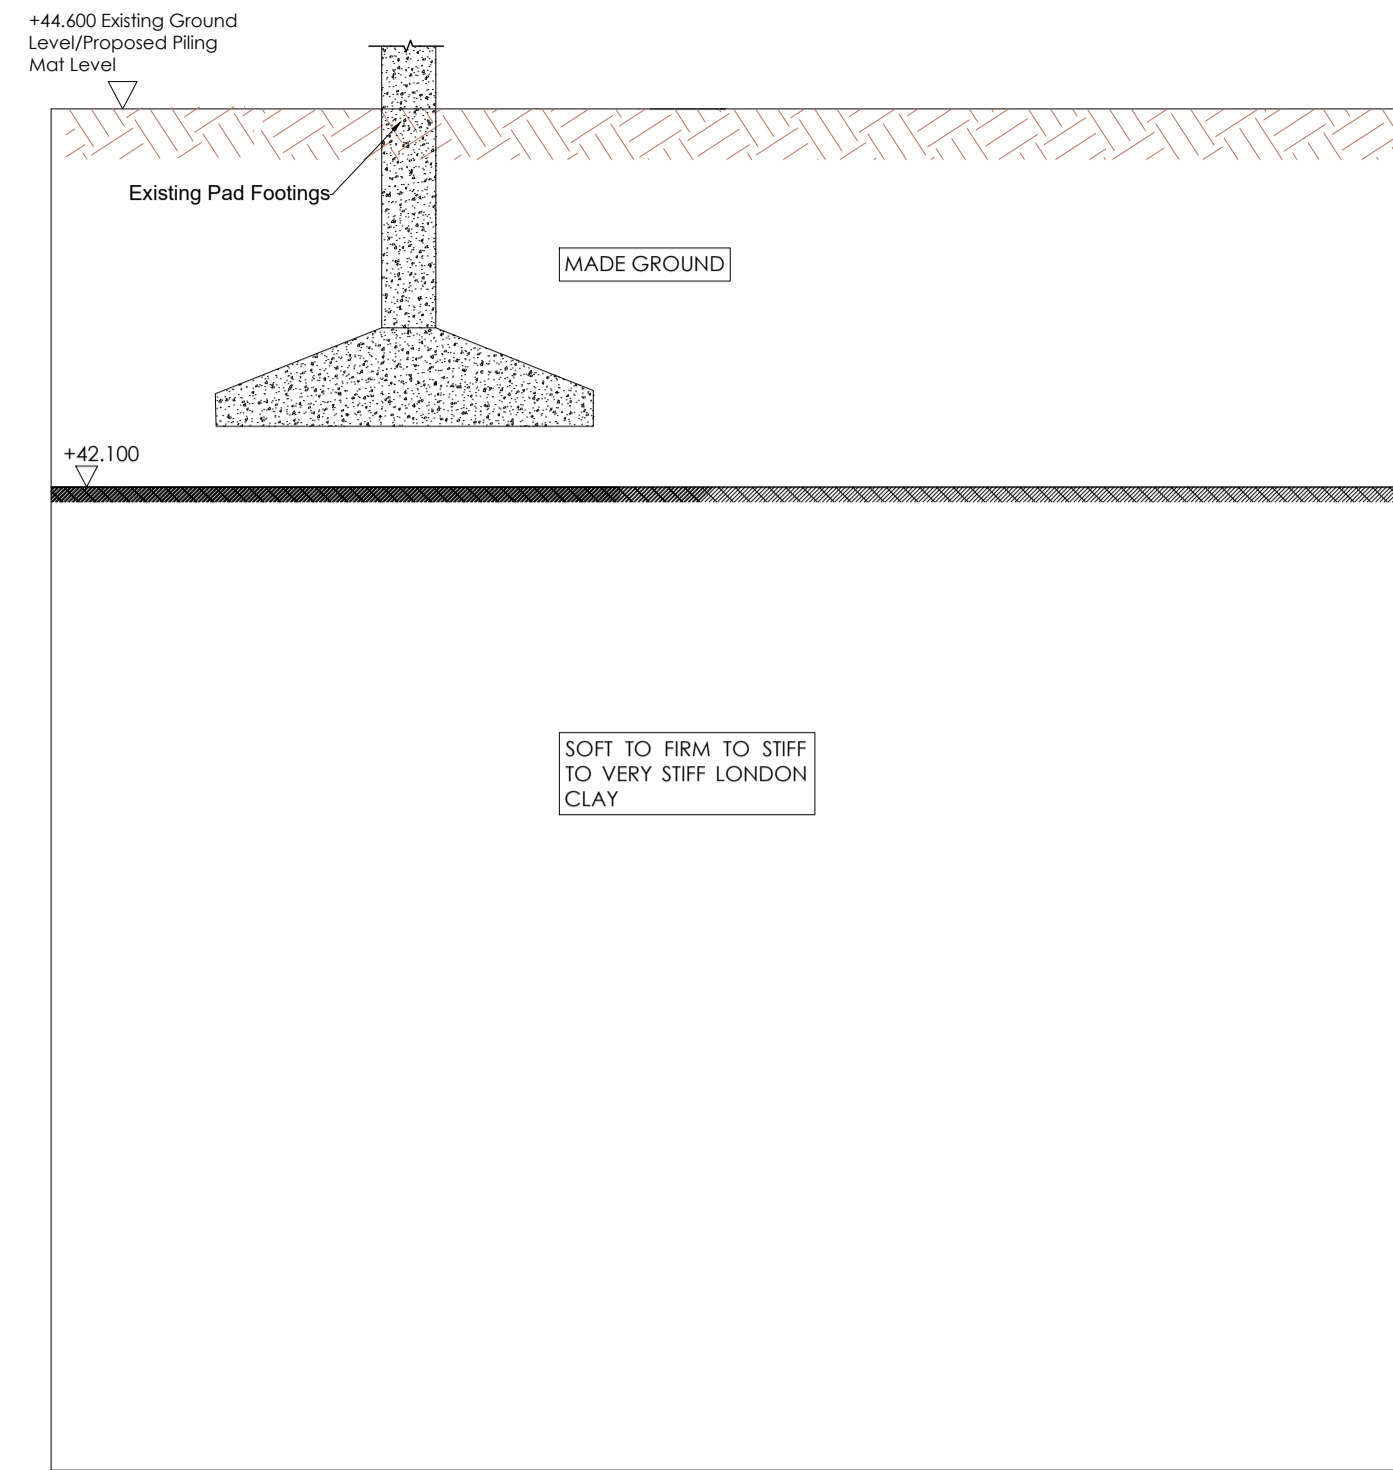 +44.600 Existing Ground
Level/Proposed Piling
Mat Level
Existing Pad Footings
MADE GROUND
+42.100
SOFT TO FIRM TO STIFF
TO VERY STIFF LONDON
CLAY